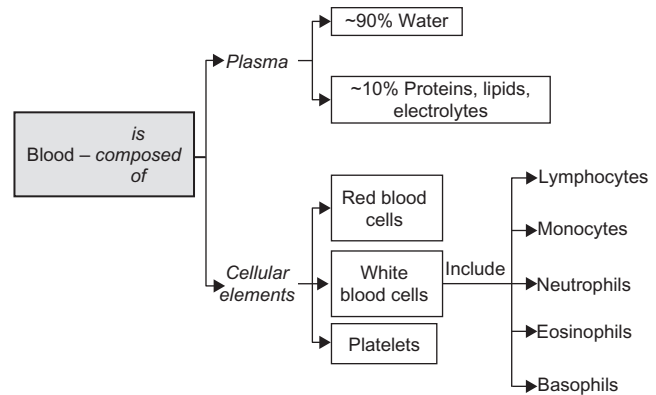 ~90% Water
Plasma
~10% Proteins, lipids,
electrolytes
is
Blood – composed
of
Red blood
cells
Cellular
elements
White
blood cells
Platelets
Include
Lymphocytes
Monocytes
Neutrophils
Eosinophils
Basophils